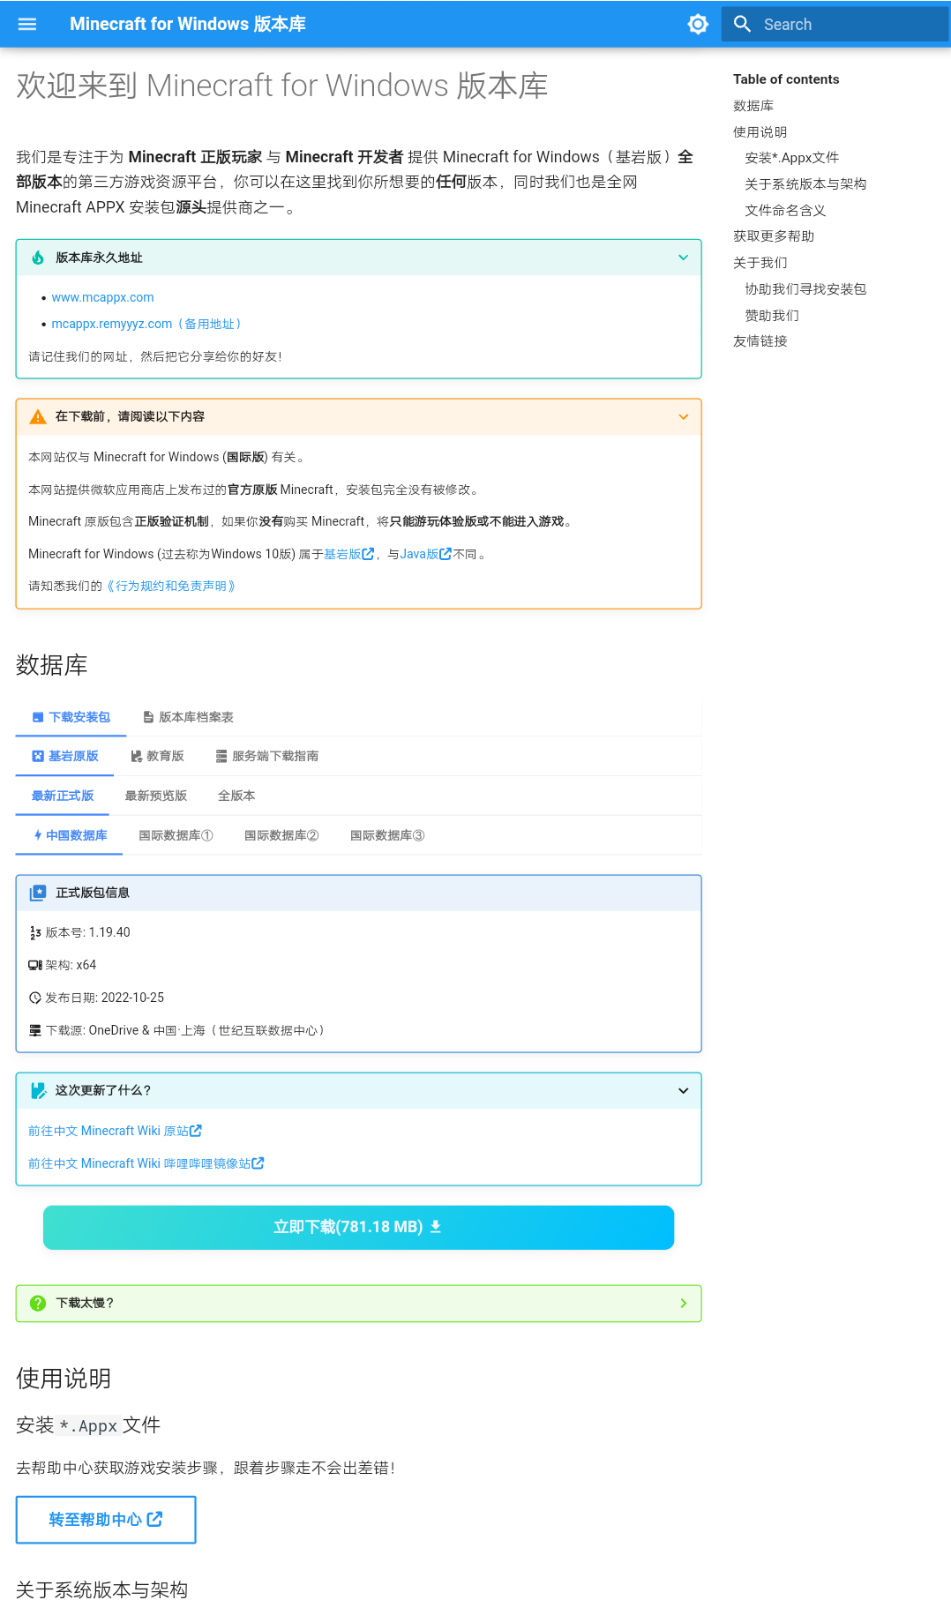 Minecraft for Windows 版本库
Search
欢迎来到 Minecraft for Windows 版本库
我们是专注于为 Minecraft 正版玩家 与 Minecraft 开发者 提供 Minecraft for Windows（基岩版）全
部版本的第三方游戏资源平台，你可以在这里找到你所想要的任何版本，同时我们也是全网
Minecraft APPX 安装包源头提供商之一。
版本库永久地址
• www.mcappx.com
• mcappx.remyyyz.com（备用地址）
请记住我们的网址，然后把它分享给你的好友！
在下载前，请阅读以下内容
本网站仅与 Minecraft for Windows (国际版) 有关。
本网站提供微软应用商店上发布过的官方原版 Minecraft，安装包完全没有被修改。
Minecraft 原版包含正版验证机制，如果你没有购买 Minecraft，将只能游玩体验版或不能进入游戏。
Minecraft for Windows (过去称为Windows 10版) 属于基岩版，与Java版不同。
请知悉我们的《行为规约和免责声明》
数据库
下载安装包 版本库档案表
基岩原版 教育版 服务端下载指南
最新正式版 最新预览版 全版本
中国数据库 国际数据库① 国际数据库② 国际数据库③
正式版包信息
版本号: 1.19.40
架构: x64
发布日期: 2022-10-25
下载源: OneDrive & 中国·上海（世纪互联数据中心）
这次更新了什么？
前往中文 Minecraft Wiki 原站
前往中文 Minecraft Wiki 哔哩哔哩镜像站
立即下载(781.18 MB)
下载太慢？
使用说明
安装 *.Appx 文件
去帮助中心获取游戏安装步骤，跟着步骤走不会出差错！
转至帮助中心
关于系统版本与架构
Table of contents
数据库
使用说明
安装*.Appx文件
关于系统版本与架构
文件命名含义
获取更多帮助
关于我们
协助我们寻找安装包
赞助我们
友情链接